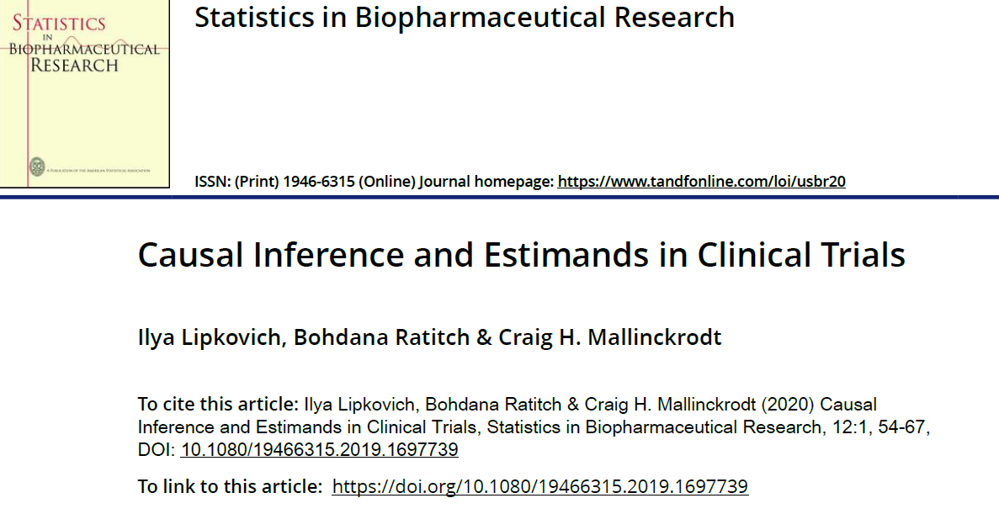 STATISTICS
IN
BIOPHARMACEUTICAL
RESEARCH
A PUBLICATION OF THE AMERICAN STATISTICAL ASSOCIATION
Statistics in Biopharmaceutical Research
ISSN: (Print) 1946-6315 (Online) Journal homepage: https://www.tandfonline.com/loi/usbr20
Causal Inference and Estimands in Clinical Trials
Ilya Lipkovich, Bohdana Ratitch & Craig H. Mallinckrodt
To cite this article: Ilya Lipkovich, Bohdana Ratitch & Craig H. Mallinckrodt (2020) Causal
Inference and Estimands in Clinical Trials, Statistics in Biopharmaceutical Research, 12:1, 54-67,
DOI: 10.1080/19466315.2019.1697739
To link to this article: https://doi.org/10.1080/19466315.2019.1697739